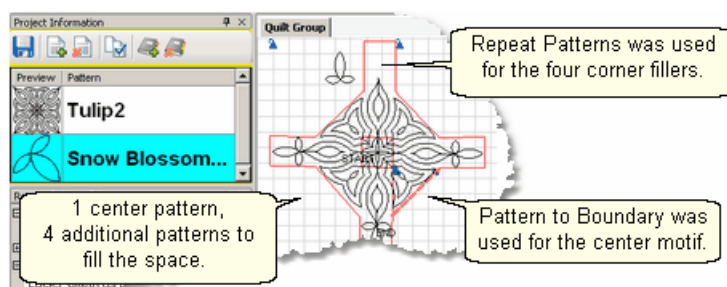 Project Information
Quilt Group
Preview Pattern
Tulip2
Snow Blossom...
Repeat Patterns was used
for the four corner fillers.
START
1 center pattern,
4 additional patterns to
fill the space.
Pattern to Boundary was
used for the center motif.